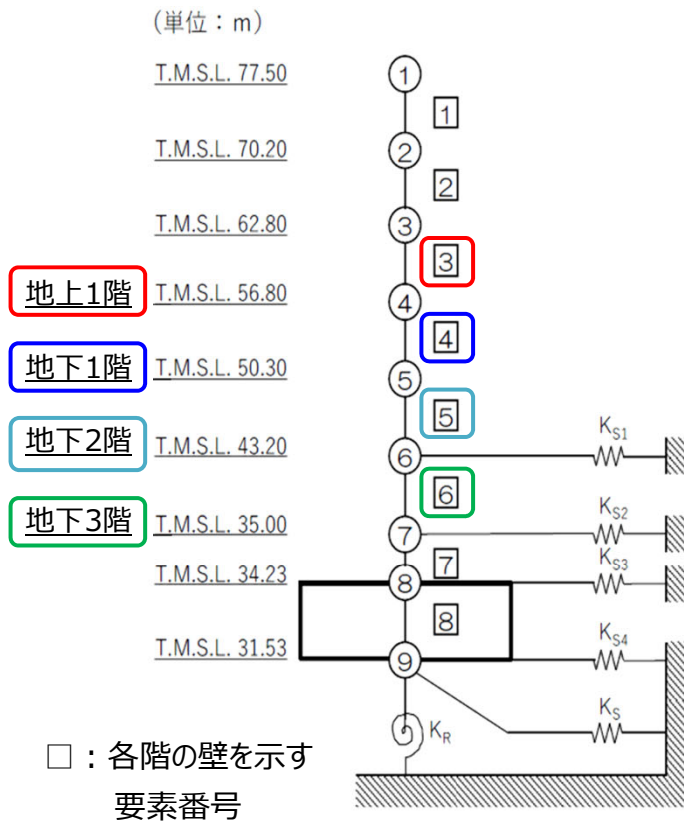 （単位：m）
T.M.S.L. 77.50 ① 1
T.M.S.L. 70.20 ② 2
T.M.S.L. 62.80 ③ 3
地上1階 T.M.S.L. 56.80 ④ 4
地下1階 T.M.S.L. 50.30 ⑤ 5
地下2階 T.M.S.L. 43.20 ⑥ KS1
6
地下3階 T.M.S.L. 35.00 ⑦ KS2
7
T.M.S.L. 34.23 ⑧ KS3
8
T.M.S.L. 31.53 ⑨ KS4
KR KS
□：各階の壁を示す
要素番号